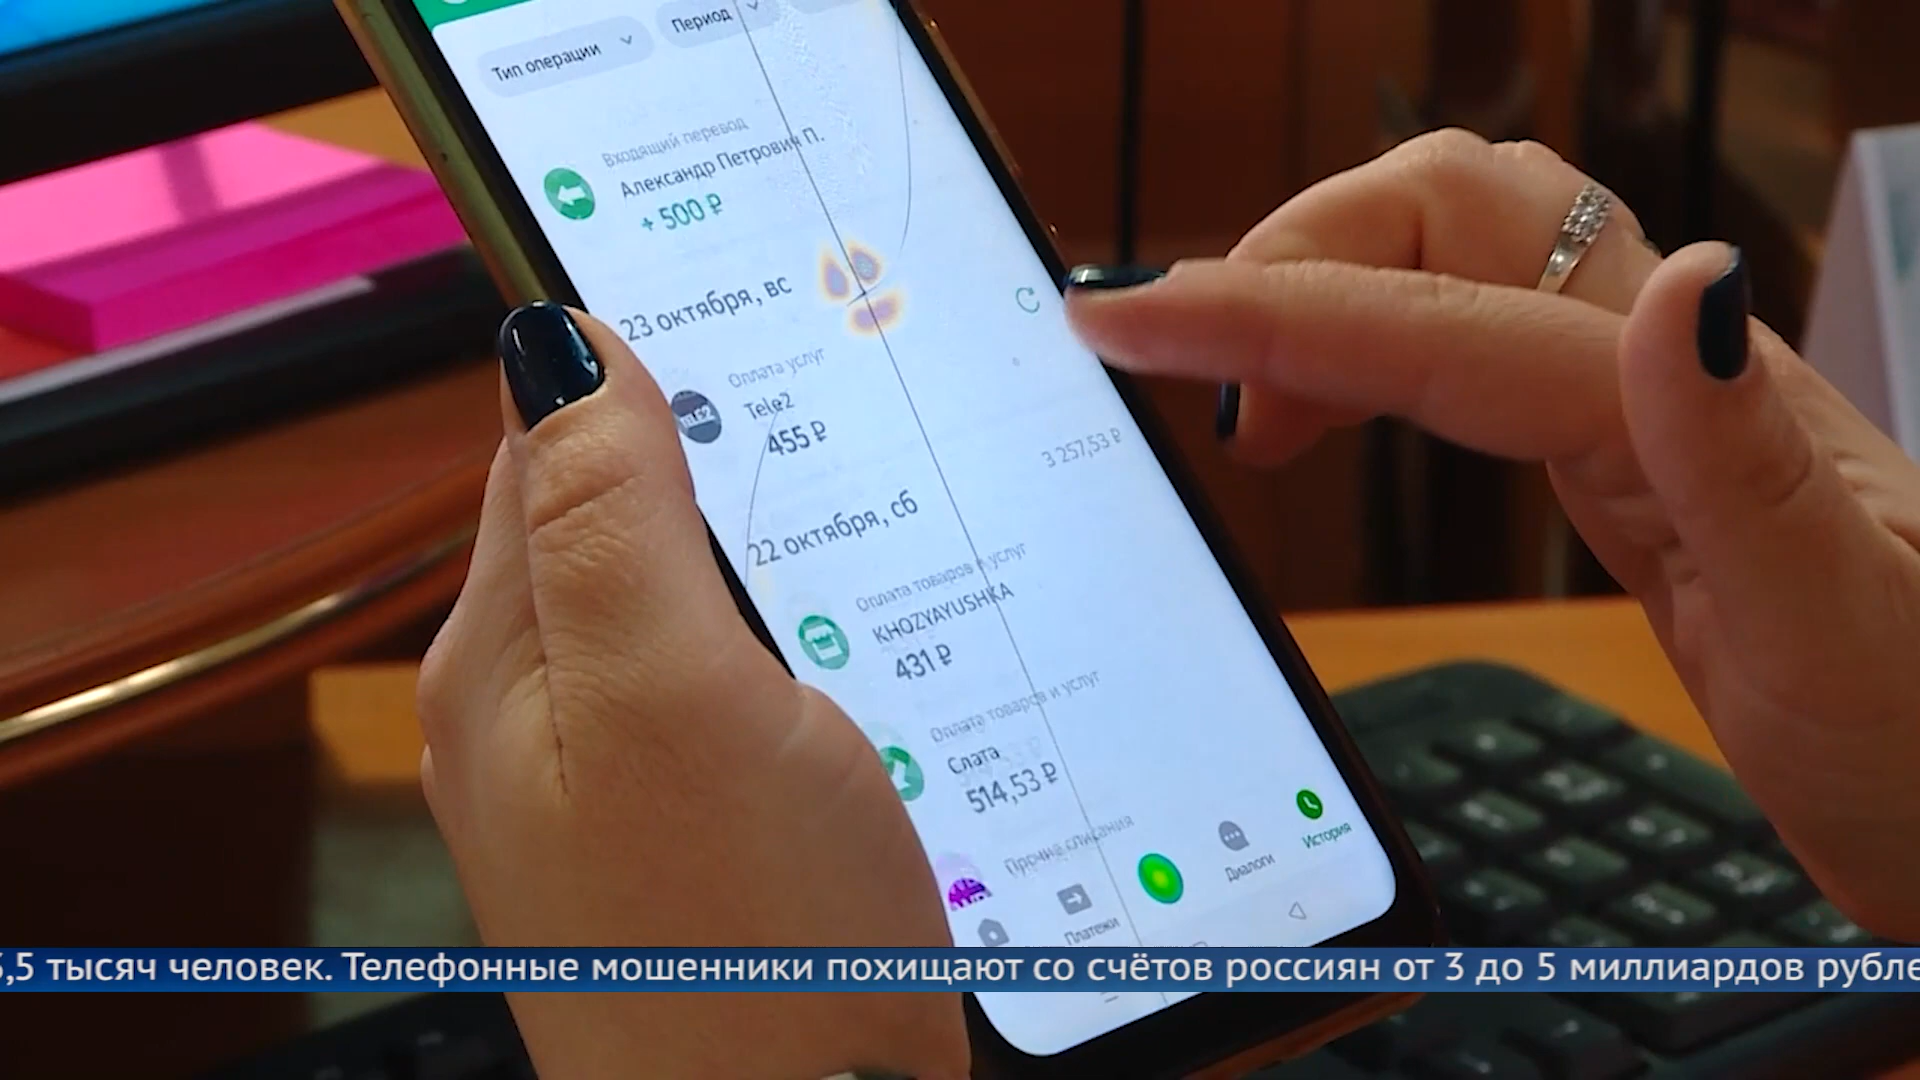 Тип операции
Период
Входящий перевод
Александр Петрович П.
+ 500 ₽
23 октября, вс
Оплата услуг
Tele2
455 ₽
3 257,53 ₽
22 октября, сб
Оплата товаров и услуг
KHOZYAYUSHKA
431 ₽
Оплата товаров и услуг
Слата
514,53 ₽
Прочие списания
Платежи
Диалоги
История
5,5 тысяч человек. Телефонные мошенники похищают со счётов россиян от 3 до 5 миллиардов рубле